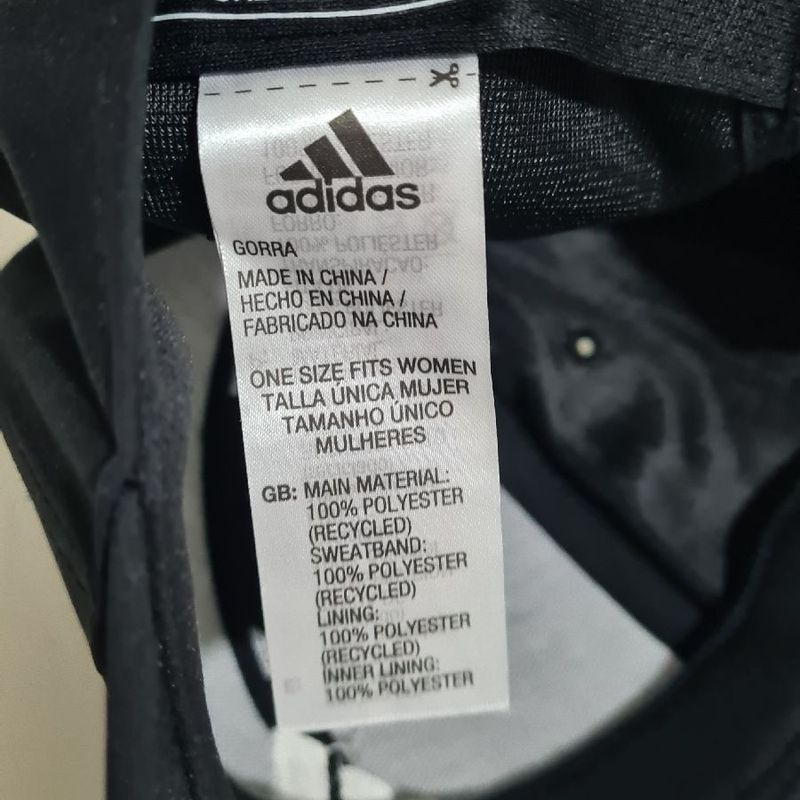 adidas
GORRA
MADE IN CHINA /
HECHO EN CHINA /
FABRICADO NA CHINA
ONE SIZE FITS WOMEN
TALLA ÚNICA MUJER
TAMANHO ÚNICO
MULHERES
GB: MAIN MATERIAL:
100% POLYESTER
(RECYCLED)
SWEATBAND:
100% POLYESTER
(RECYCLED)
LINING:
100% POLYESTER
(RECYCLED)
INNER LINING:
100% POLYESTER